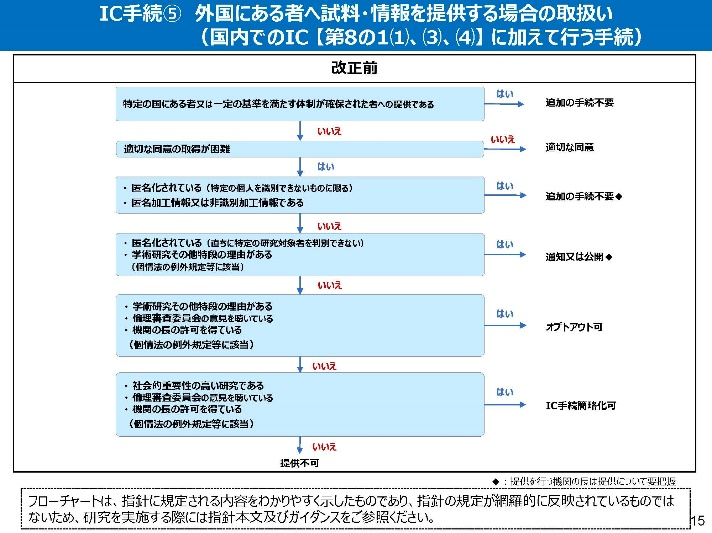 IC手続⑤ 外国にある者へ試料・情報を提供する場合の取扱い
（国内でのIC【第8の1⑴、⑶、⑷】に加えて行う手続）
改正前
特定の国にある者又は一定の基準を満たす体制が確保された者への提供である
はい
追加の手続不要
いいえ
適切な同意の取得が困難
いいえ
適切な同意
はい
・匿名化されている（特定の個人を識別できないものに限る）
・匿名加工情報又は非識別加工情報である
はい
追加の手続不要◆
いいえ
・匿名化されている（直ちに特定の研究対象者を判別できない）
・学術研究その他特段の理由がある
（個情法の例外規定等に該当）
はい
通知又は公開◆
いいえ
・学術研究その他特段の理由がある
・倫理審査委員会の意見を聴いている
・機関の長の許可を得ている
（個情法の例外規定等に該当）
はい
オプトアウト可
いいえ
・社会的重要性の高い研究である
・倫理審査委員会の意見を聴いている
・機関の長の許可を得ている
（個情法の例外規定等に該当）
はい
IC手続簡略化可
いいえ
提供不可
◆：提供を行う機関の長は提供について要把握
フローチャートは、指針に規定される内容をわかりやすく示したものであり、指針の規定が網羅的に反映されているものでは
ないため、研究を実施する際には指針本文及びガイダンスをご参照ください。
15